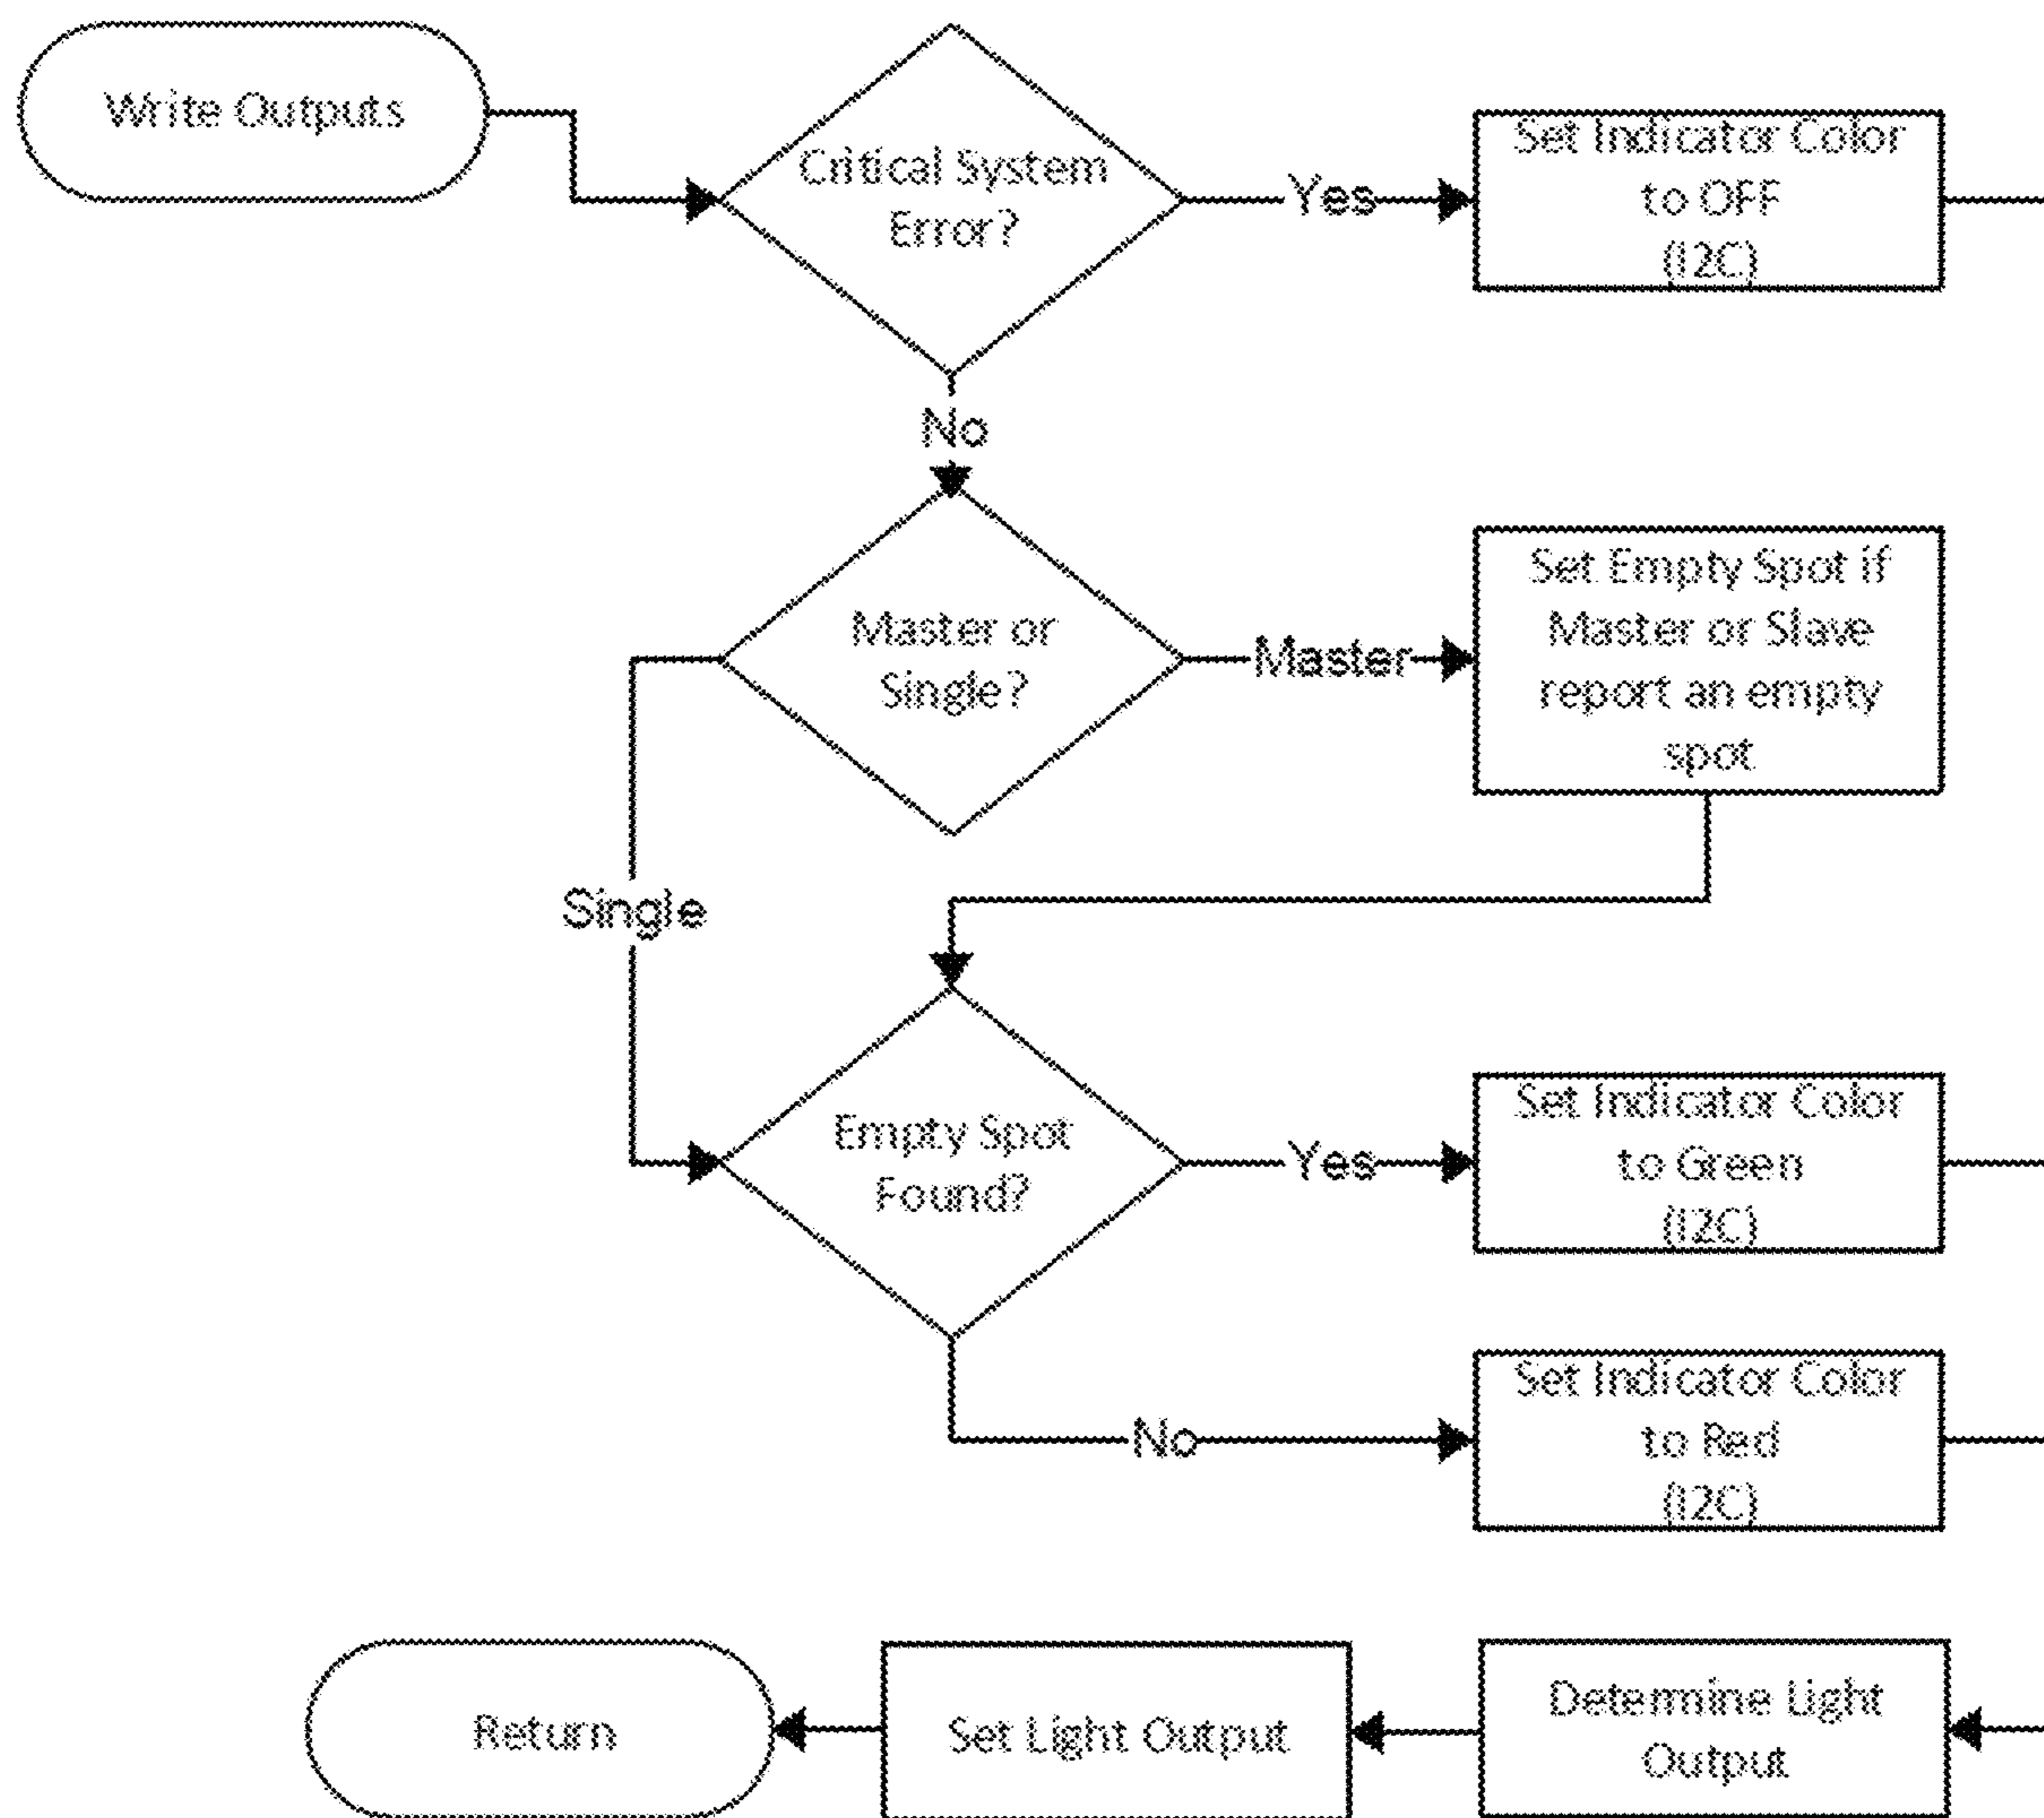 Write Outputs
Critical System
Error?
Yes
Set Indicator Color
to OFF
(I2C)
No
Master or
Single?
Master
Set Empty Spot if
Master or Slave
report an empty
spot
Single
Empty Spot
Found?
Yes
Set Indicator Color
to Green
(I2C)
No
Set Indicator Color
to Red
(I2C)
Return
Set Light Output
Determine Light
Output